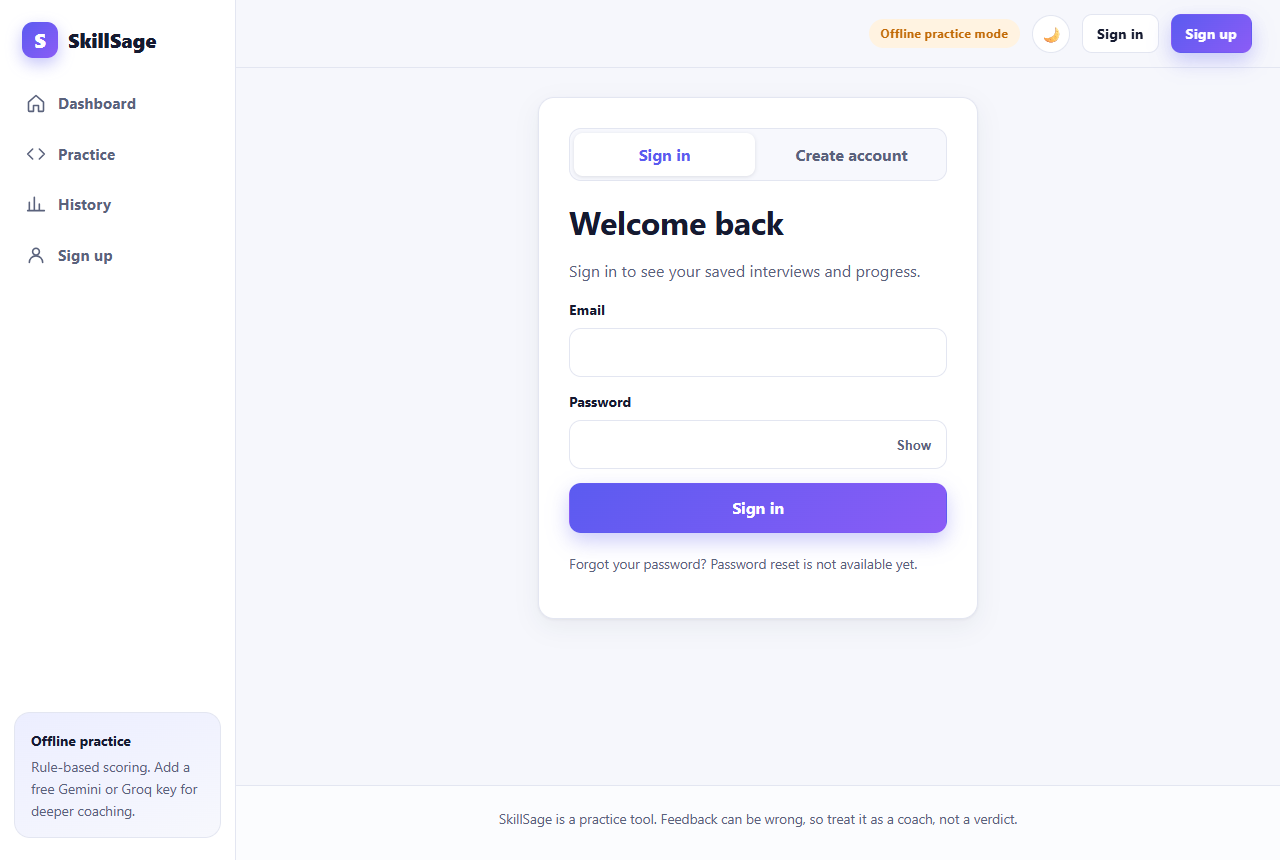 S SkillSage
Dashboard
Practice
History
Sign up
Offline practice
Rule-based scoring. Add a
free Gemini or Groq key for
deeper coaching.
Offline practice mode
Sign in
Sign up
Sign in
Create account
Welcome back
Sign in to see your saved interviews and progress.
Email
Password
Show
Sign in
Forgot your password? Password reset is not available yet.
SkillSage is a practice tool. Feedback can be wrong, so treat it as a coach, not a verdict.